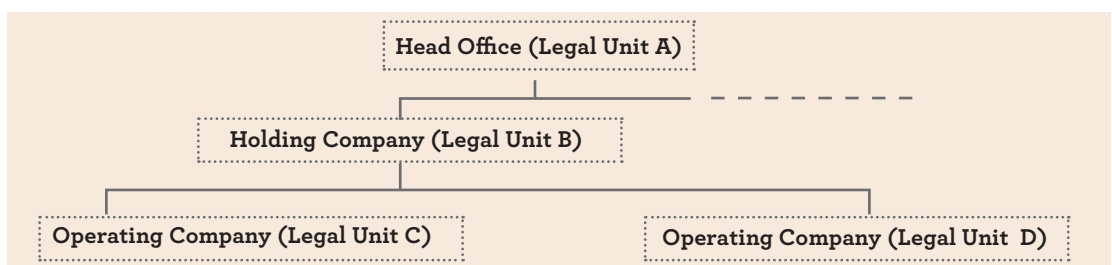 Head Office (Legal Unit A)
Holding Company (Legal Unit B)
Operating Company (Legal Unit C)
Operating Company (Legal Unit  D)